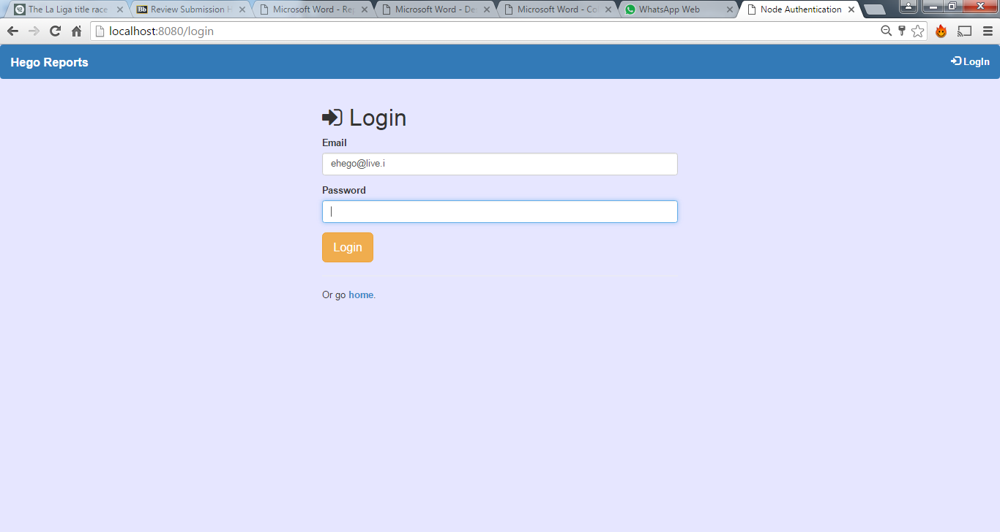 The La Liga title race
Review Submission H
Microsoft Word - Rep
Microsoft Word - De
Microsoft Word - Co
WhatsApp Web
Node Authentication
localhost:8080/login
Hego Reports
LogIn
Login
Email
ehego@live.i
Password
Login
Or go home.